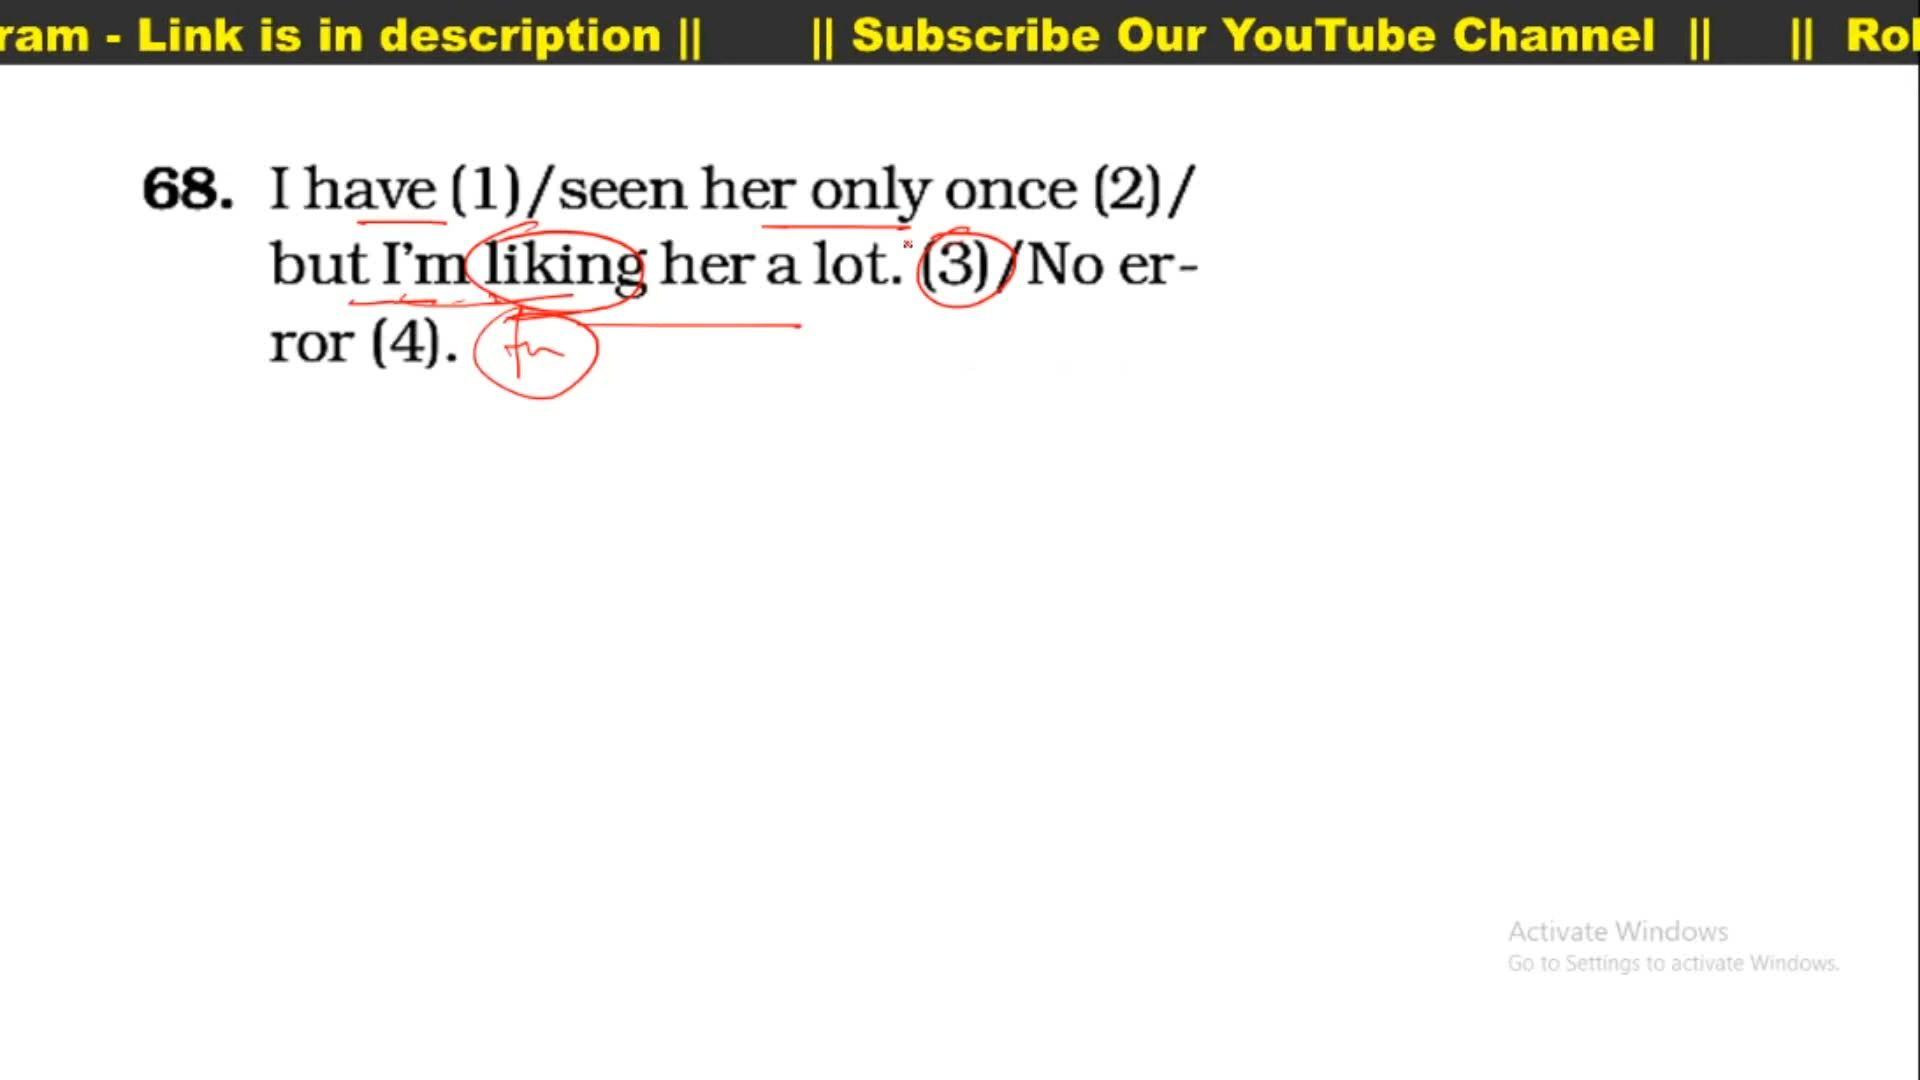 ram - Link is in description || || Subscribe Our YouTube Channel || ||
68. I have (1)/seen her only once (2)/
but I'm liking her a lot. (3)/No er-
ror (4).
Activate Windows
Go to Settings to activate Windows.